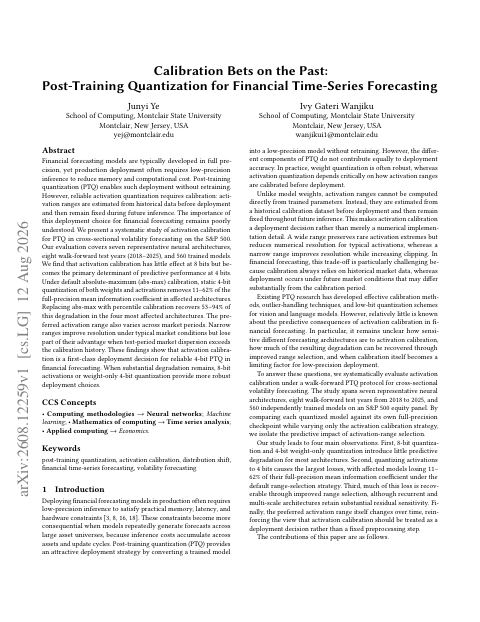 Calibration Bets on the Past:
Post-Training Quantization for Financial Time-Series Forecasting
Junyi Ye
School of Computing, Montclair State University
Montclair, New Jersey, USA
yej@montclair.edu
Ivy Gateri Wanjiku
School of Computing, Montclair State University
Montclair, New Jersey, USA
wanjikui1@montclair.edu
arXiv:2608.12259v1 [cs.LG] 12 Aug 2026
Abstract
Financial forecasting models are typically developed in full pre-
cision, yet production deployment often requires low-precision
inference to reduce memory and computational cost. Post-training
quantization (PTQ) enables such deployment without retraining.
However, reliable activation quantization requires calibration: acti-
vation ranges are estimated from historical data before deployment
and then remain fixed during future inference. The importance of
this deployment choice for financial forecasting remains poorly
understood. We present a systematic study of activation calibration
for PTQ in cross-sectional volatility forecasting on the S&P 500.
Our evaluation covers seven representative neural architectures,
eight walk-forward test years (2018–2025), and 560 trained models.
We find that activation calibration has little effect at 8 bits but be-
comes the primary determinant of predictive performance at 4 bits.
Under default absolute-maximum (abs-max) calibration, static 4-bit
quantization of both weights and activations removes 11–62% of the
full-precision mean information coefficient in affected architectures.
Replacing abs-max with percentile calibration recovers 53–94% of
this degradation in the four most affected architectures. The pre-
ferred activation range also varies across market periods. Narrow
ranges improve resolution under typical market conditions but lose
part of their advantage when test-period market dispersion exceeds
the calibration history. These findings show that activation calibra-
tion is a first-class deployment decision for reliable 4-bit PTQ in
financial forecasting. When substantial degradation remains, 8-bit
activations or weight-only 4-bit quantization provide more robust
deployment choices.
CCS Concepts
• Computing methodologies → Neural networks; Machine
learning; • Mathematics of computing → Time series analysis;
• Applied computing → Economics.
Keywords
post-training quantization, activation calibration, distribution shift,
financial time-series forecasting, volatility forecasting
1 Introduction
Deploying financial forecasting models in production often requires
low-precision inference to satisfy practical memory, latency, and
hardware constraints [3, 8, 16, 18]. These constraints become more
consequential when models repeatedly generate forecasts across
large asset universes, because inference costs accumulate across
assets and update cycles. Post-training quantization (PTQ) provides
an attractive deployment strategy by converting a trained model
into a low-precision model without retraining. However, the differ-
ent components of PTQ do not contribute equally to deployment
accuracy. In practice, weight quantization is often robust, whereas
activation quantization depends critically on how activation ranges
are calibrated before deployment.
Unlike model weights, activation ranges cannot be computed
directly from trained parameters. Instead, they are estimated from
a historical calibration dataset before deployment and then remain
fixed throughout future inference. This makes activation calibration
a deployment decision rather than merely a numerical implemen-
tation detail. A wide range preserves rare activation extremes but
reduces numerical resolution for typical activations, whereas a
narrow range improves resolution while increasing clipping. In
financial forecasting, this trade-off is particularly challenging be-
cause calibration always relies on historical market data, whereas
deployment occurs under future market conditions that may differ
substantially from the calibration period.
Existing PTQ research has developed effective calibration meth-
ods, outlier-handling techniques, and low-bit quantization schemes
for vision and language models. However, relatively little is known
about the predictive consequences of activation calibration in fi-
nancial forecasting. In particular, it remains unclear how sensi-
tive different forecasting architectures are to activation calibration,
how much of the resulting degradation can be recovered through
improved range selection, and when calibration itself becomes a
limiting factor for low-precision deployment.
To answer these questions, we systematically evaluate activation
calibration under a walk-forward PTQ protocol for cross-sectional
volatility forecasting. The study spans seven representative neural
architectures, eight walk-forward test years from 2018 to 2025, and
560 independently trained models on an S&P 500 equity panel. By
comparing each quantized model against its own full-precision
checkpoint while varying only the activation calibration strategy,
we isolate the predictive impact of activation-range selection.
Our study leads to four main observations. First, 8-bit quantiza-
tion and 4-bit weight-only quantization introduce little predictive
degradation for most architectures. Second, quantizing activations
to 4 bits causes the largest losses, with affected models losing 11–
62% of their full-precision mean information coefficient under the
default range-selection strategy. Third, much of this loss is recov-
erable through improved range selection, although recurrent and
multi-scale architectures retain substantial residual sensitivity. Fi-
nally, the preferred activation range itself changes over time, rein-
forcing the view that activation calibration should be treated as a
deployment decision rather than a fixed preprocessing step.
The contributions of this paper are as follows.